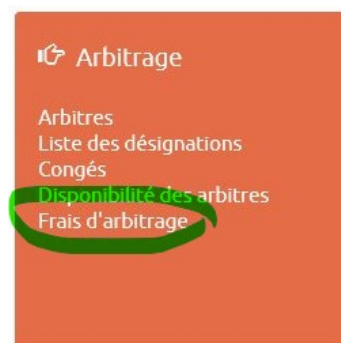 Arbitrage
Arbitres
Liste des désignations
Congés
Disponibilité des arbitres
Frais d'arbitrage